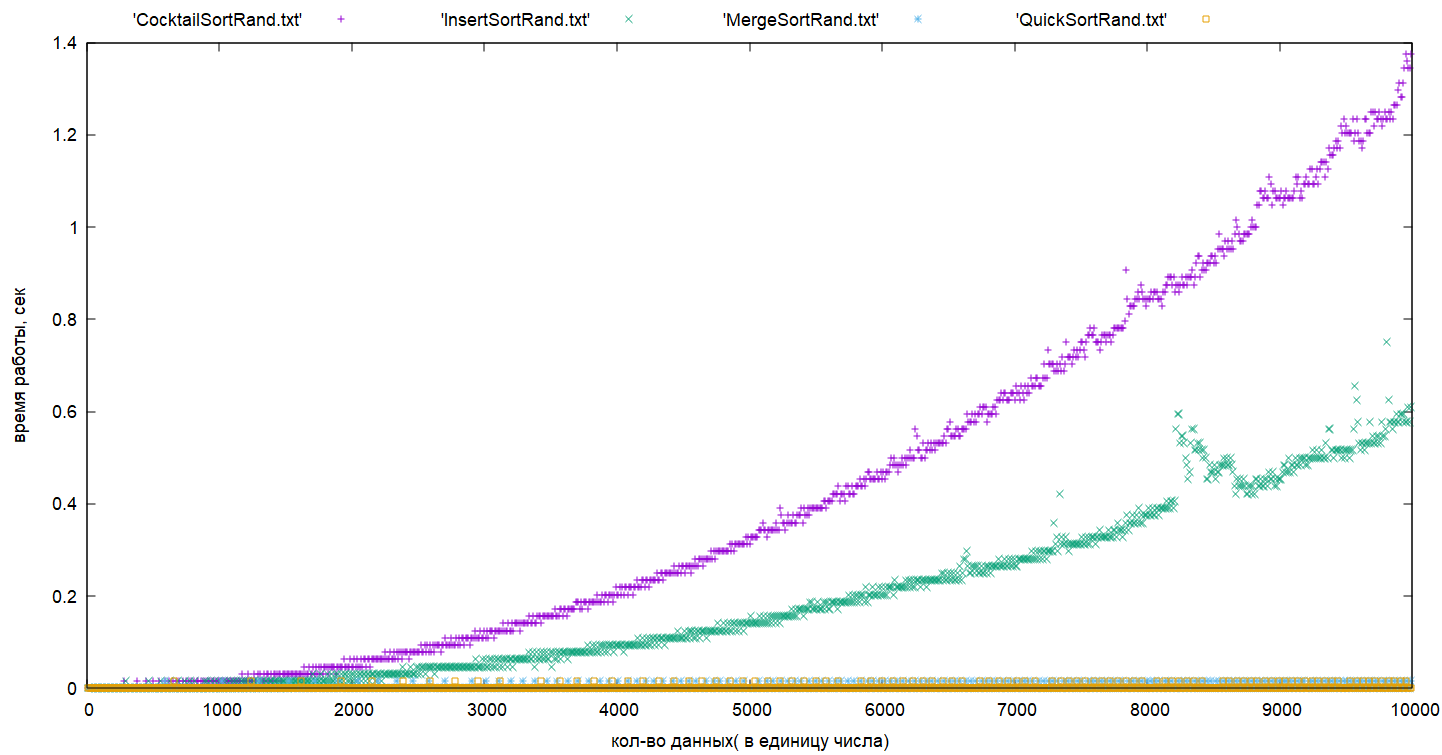 'CocktailSortRand.txt' 'InsertSortRand.txt' 'MergeSortRand.txt' 'QuickSortRand.txt'
1.4
1.2
1
0.8
0.6
0.4
0.2
0
время работы, сек
0 1000 2000 3000 4000 5000 6000 7000 8000 9000 10000
кол-во данных( в единицу числа)